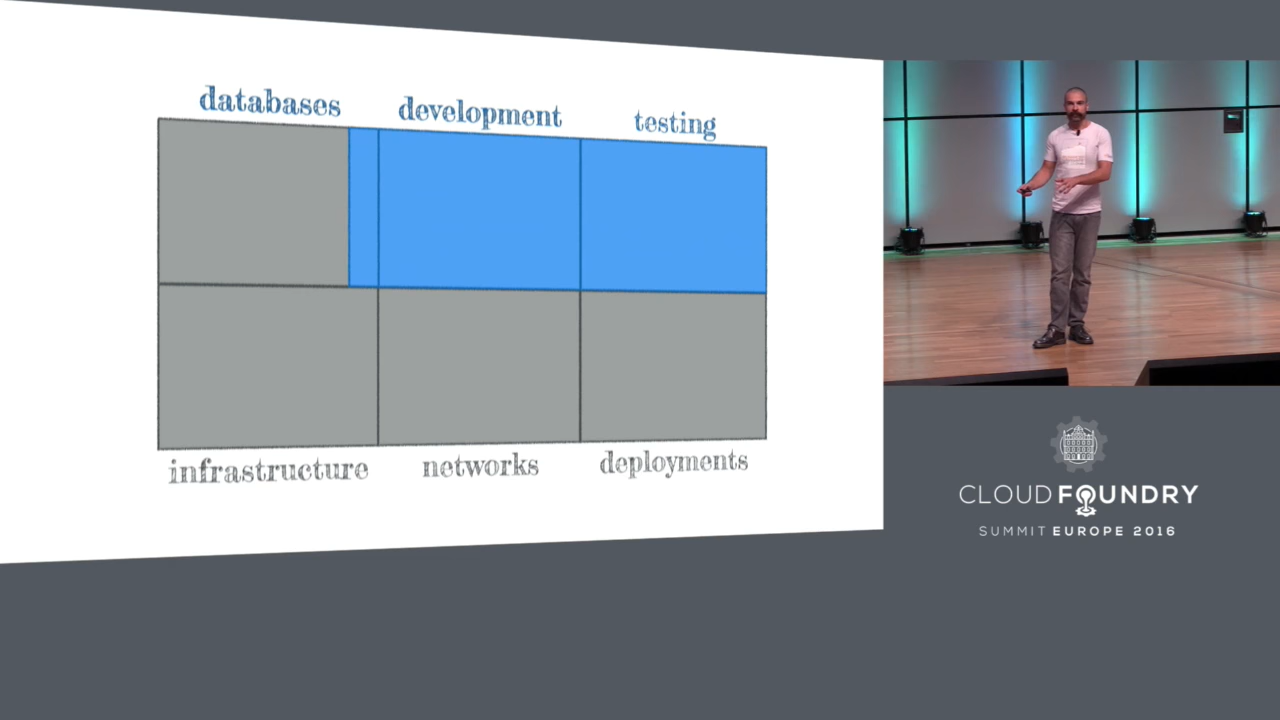 databases
development
testing
infrastructure
networks
deployments
CLOUD FOUNDRY
SUMMIT EUROPE 2016